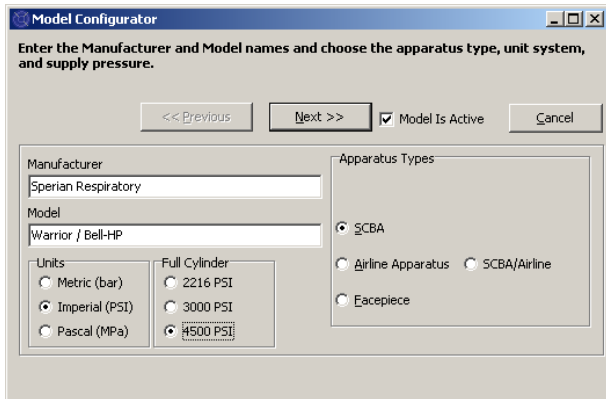 Model Configurator
Enter the Manufacturer and Model names and choose the apparatus type, unit system,
and supply pressure.
<< Previous
Next >>
Model Is Active
Cancel
Manufacturer
Sperian Respiratory
Model
Warrior / Bell-HP
Units
Metric (bar)
Imperial (PSI)
Pascal (MPa)
Full Cylinder
2216 PSI
3000 PSI
4500 PSI
Apparatus Types
SCBA
Airline Apparatus
SCBA/Airline
Facepiece